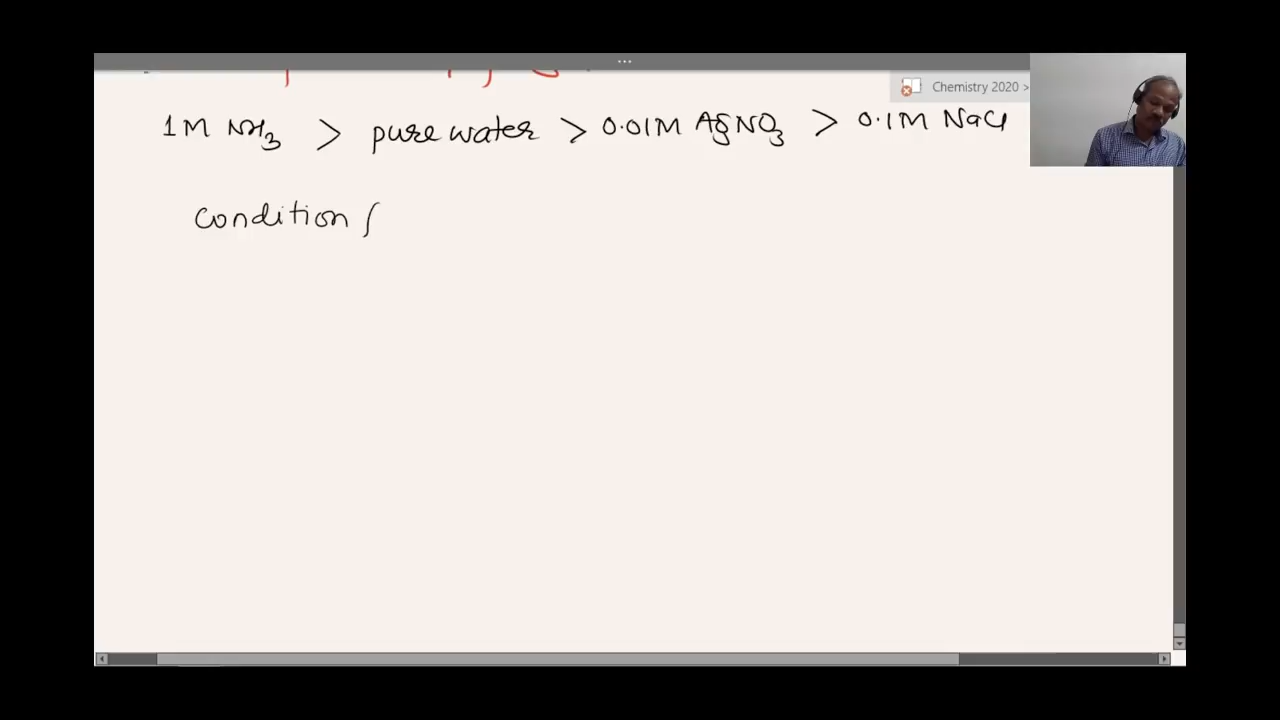 Chemistry 2020 >
1M NH3 > pure water > 0.01M AgNO3 > 0.1M NaCl
condition f